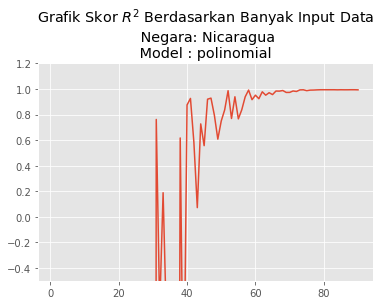 Grafik Skor R² Berdasarkan Banyak Input Data
Negara: Nicaragua
Model : polinomial
1.2
1.0
0.8
0.6
0.4
0.2
0.0
−0.2
−0.4
0 20 40 60 80